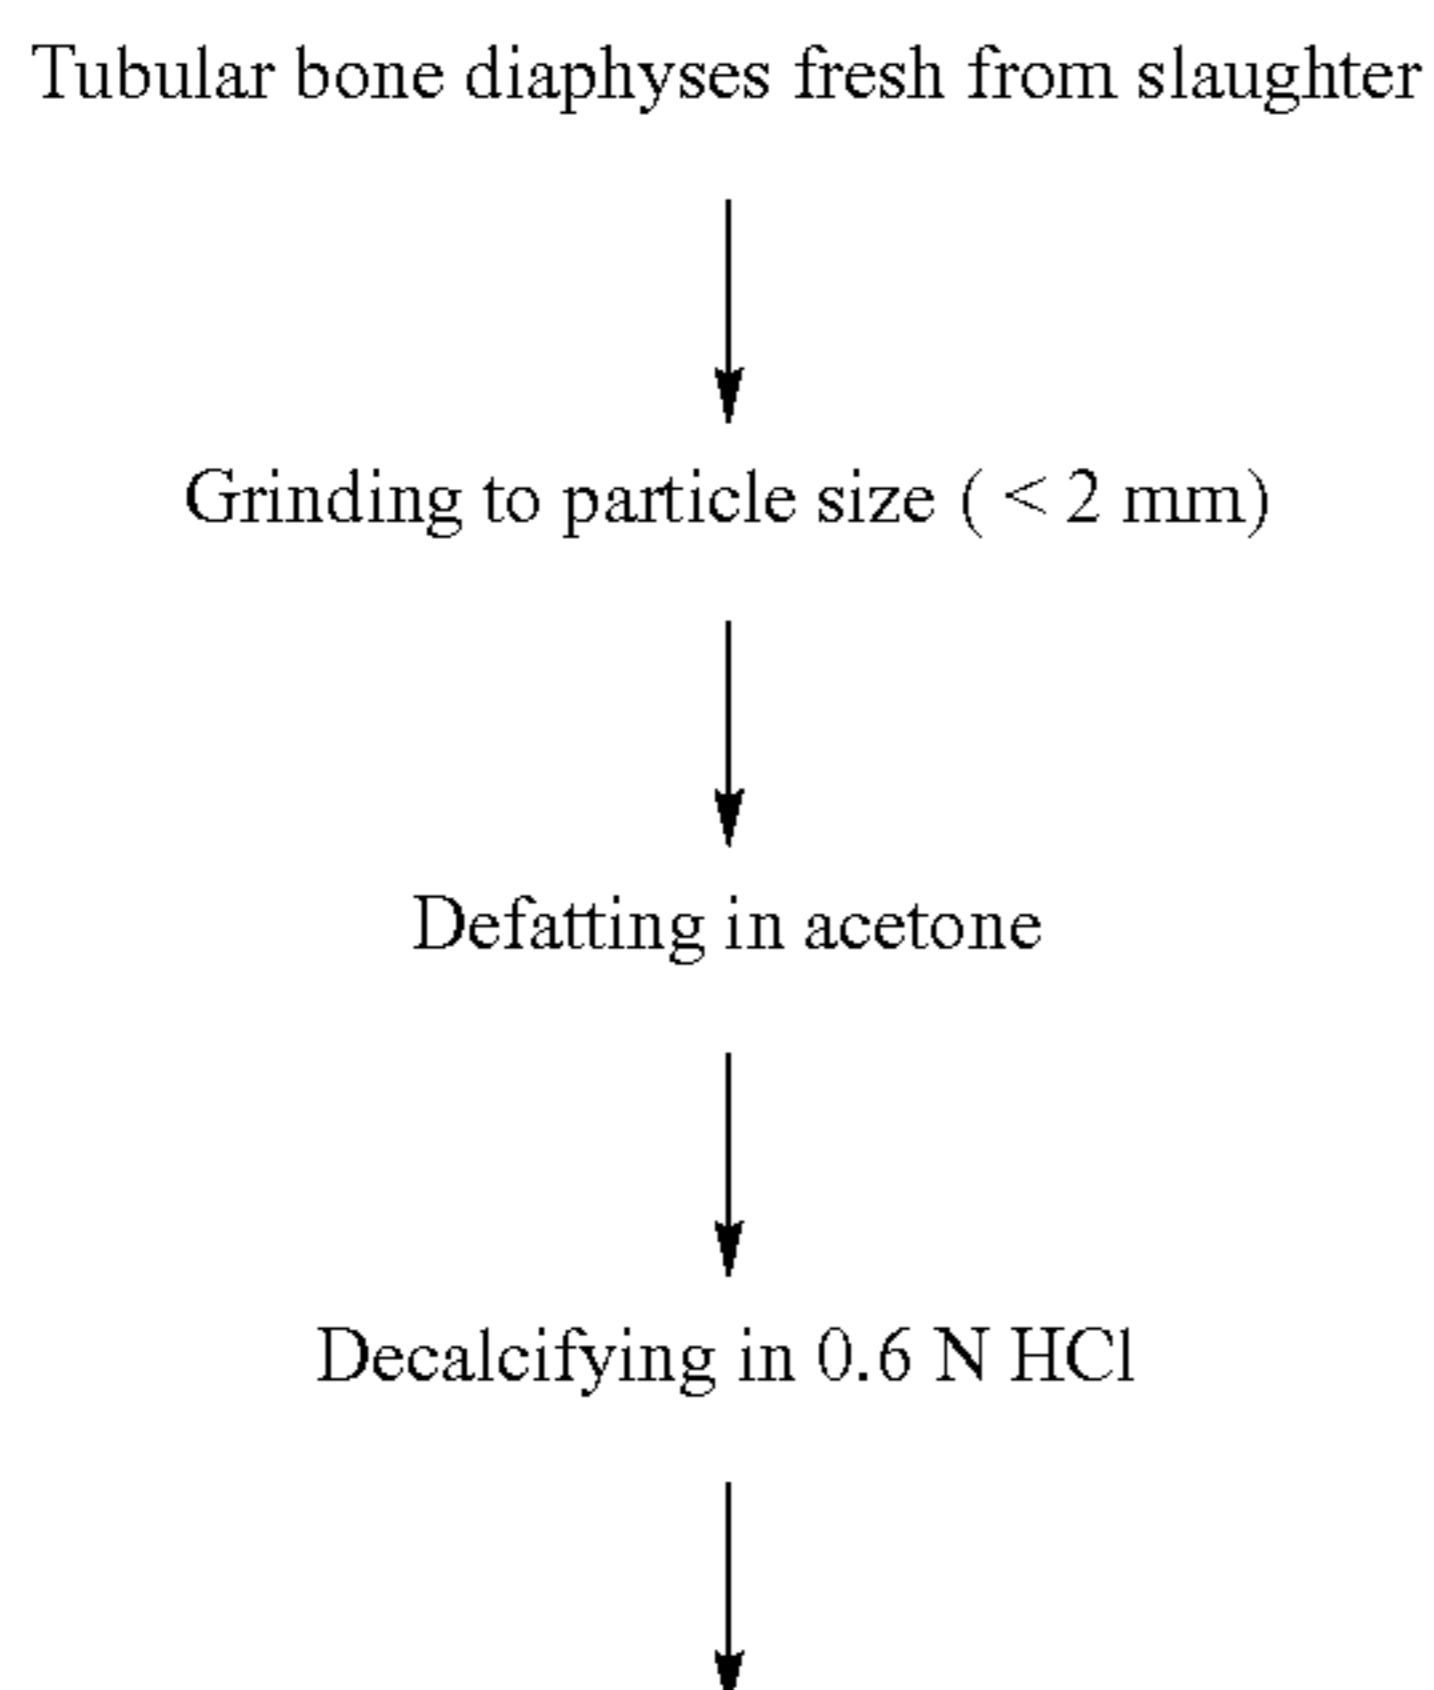 Tubular bone diaphyses fresh from slaughter
Grinding to particle size ( < 2 mm)
Defatting in acetone
Decalcifying in 0.6 N HCl